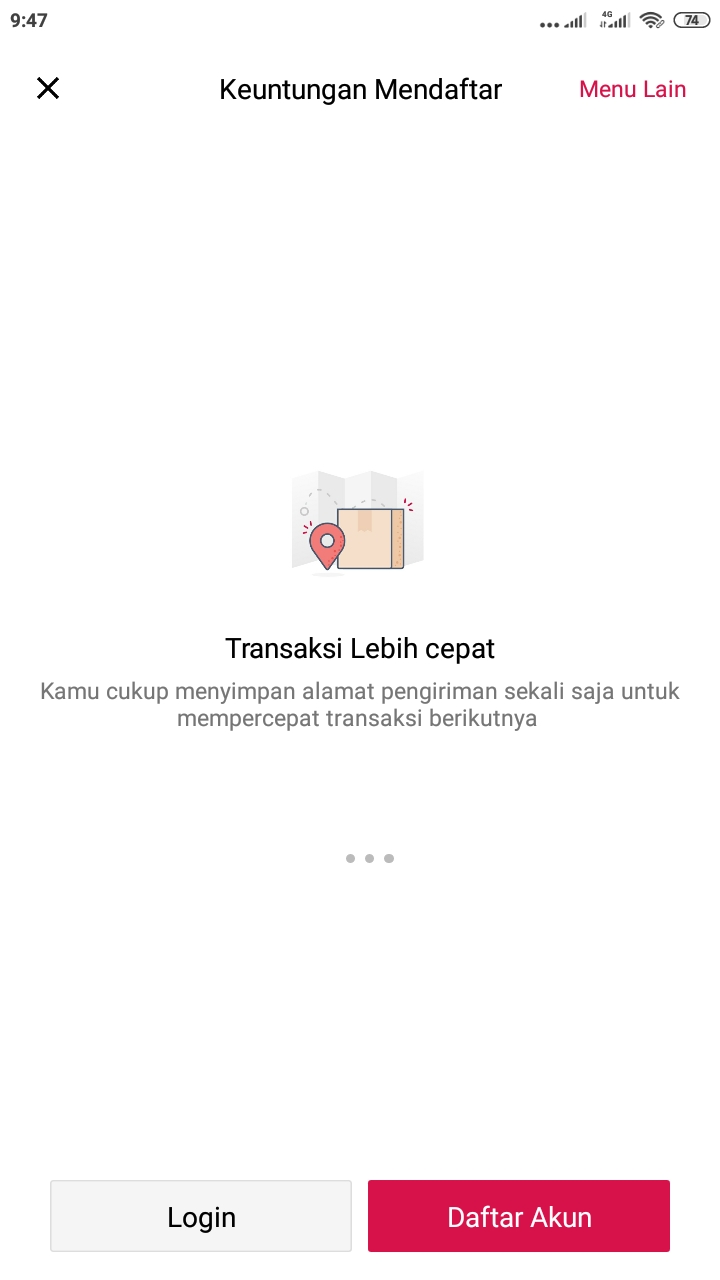 9:47
4G
74
Keuntungan Mendaftar
Menu Lain
Transaksi Lebih cepat
Kamu cukup menyimpan alamat pengiriman sekali saja untuk
mempercepat transaksi berikutnya
Login
Daftar Akun